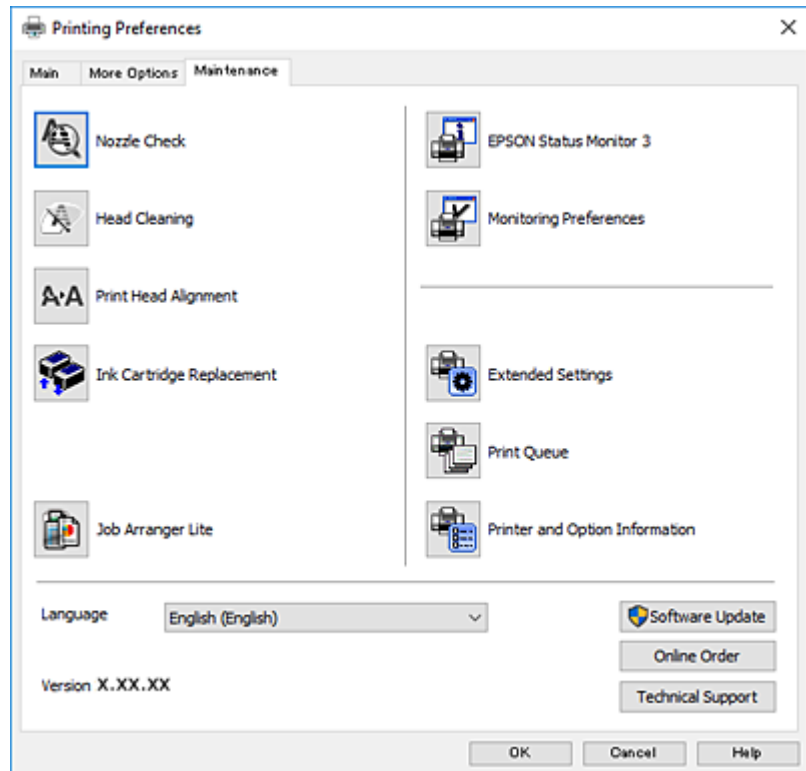 Printing Preferences
Main More Options Maintenance
Nozzle Check
Head Cleaning
A·A Print Head Alignment
Ink Cartridge Replacement
Job Arranger Lite
EPSON Status Monitor 3
Monitoring Preferences
Extended Settings
Print Queue
Printer and Option Information
Language English (English)
Version X.XX.XX
Software Update
Online Order
Technical Support
OK Cancel Help